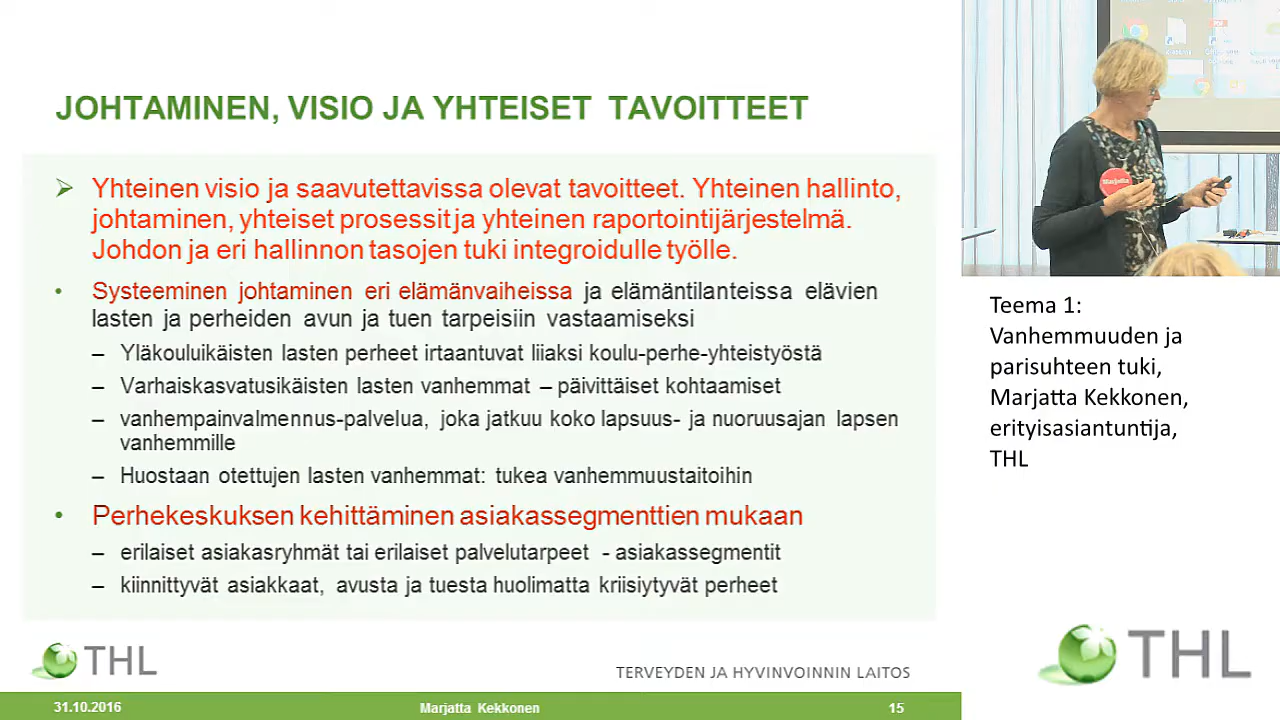 JOHTAMINEN, VISIO JA YHTEISET TAVOITTEET
Yhteinen visio ja saavutettavissa olevat tavoitteet. Yhteinen hallinto,
johtaminen, yhteiset prosessit ja yhteinen raportointijärjestelmä.
Johdon ja eri hallinnon tasojen tuki integroidulle työlle.
• Systeeminen johtaminen eri elämänvaiheissa ja elämäntilanteissa elävien
lasten ja perheiden avun ja tuen tarpeisiin vastaamiseksi
– Yläkouluikäisten lasten perheet irtaantuvat liiaksi koulu-perhe-yhteistyöstä
– Varhaiskasvatusikäisten lasten vanhemmat – päivittäiset kohtaamiset
– vanhempainvalmennus-palvelua, joka jatkuu koko lapsuus- ja nuoruusajan lapsen
vanhemmille
– Huostaan otettujen lasten vanhemmat: tukea vanhemmuustaitoihin
• Perhekeskuksen kehittäminen asiakassegmenttien mukaan
– erilaiset asiakasryhmät tai erilaiset palvelutarpeet - asiakassegmentit
– kiinnittyvät asiakkaat, avusta ja tuesta huolimatta kriisiytyvät perheet
THL
TERVEYDEN JA HYVINVOINNIN LAITOS
31.10.2016
Marjatta Kekkonen
15
Marjatta
Teema 1:
Vanhemmuuden ja
parisuhteen tuki,
Marjatta Kekkonen,
erityisasiantuntija,
THL
THL